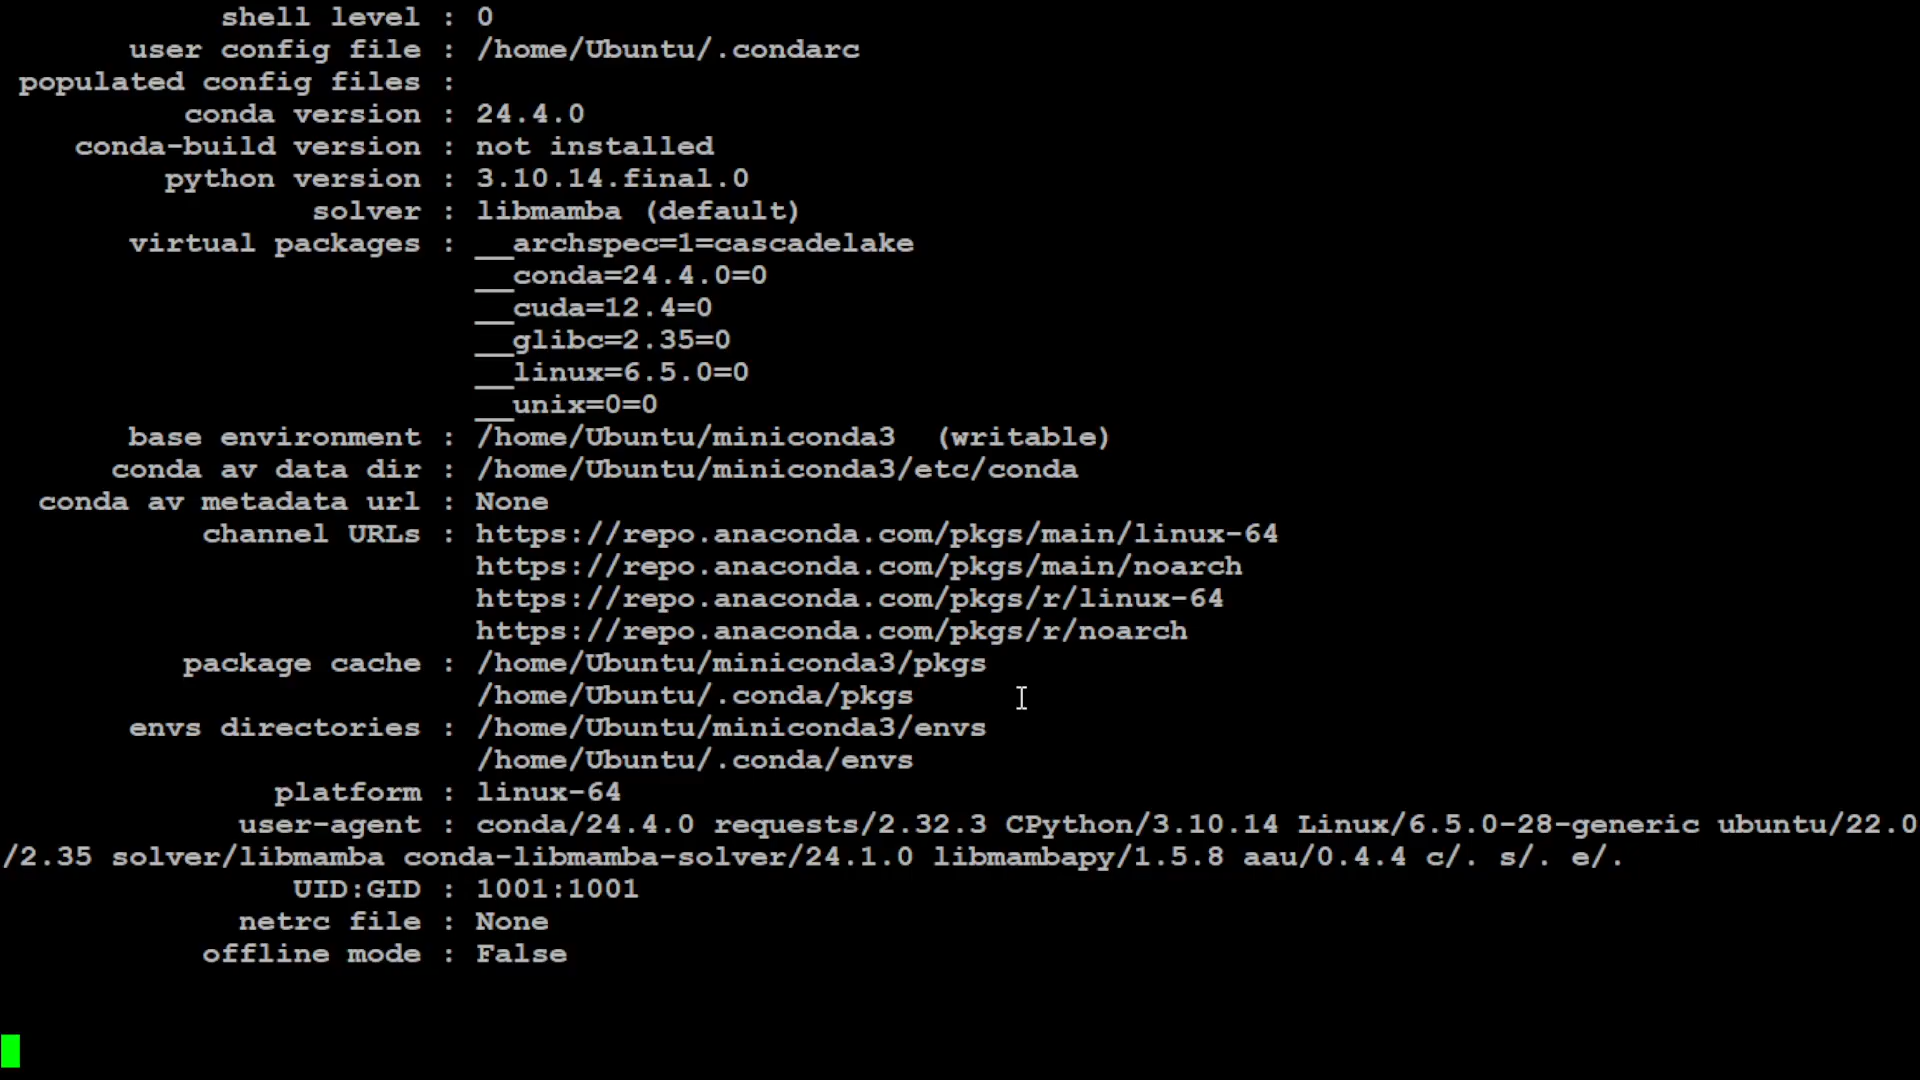 shell level : 0
user config file : /home/Ubuntu/.condarc
populated config files :
conda version : 24.4.0
conda-build version : not installed
python version : 3.10.14.final.0
solver : libmamba (default)
virtual packages : __archspec=1=cascadelake
__conda=24.4.0=0
__cuda=12.4=0
__glibc=2.35=0
__linux=6.5.0=0
__unix=0=0
base environment : /home/Ubuntu/miniconda3  (writable)
conda av data dir : /home/Ubuntu/miniconda3/etc/conda
conda av metadata url : None
channel URLs : https://repo.anaconda.com/pkgs/main/linux-64
https://repo.anaconda.com/pkgs/main/noarch
https://repo.anaconda.com/pkgs/r/linux-64
https://repo.anaconda.com/pkgs/r/noarch
package cache : /home/Ubuntu/miniconda3/pkgs
/home/Ubuntu/.conda/pkgs
envs directories : /home/Ubuntu/miniconda3/envs
/home/Ubuntu/.conda/envs
platform : linux-64
user-agent : conda/24.4.0 requests/2.32.3 CPython/3.10.14 Linux/6.5.0-28-generic ubuntu/22.0
/2.35 solver/libmamba conda-libmamba-solver/24.1.0 libmambapy/1.5.8 aau/0.4.4 c/. s/. e/.
UID:GID : 1001:1001
netrc file : None
offline mode : False